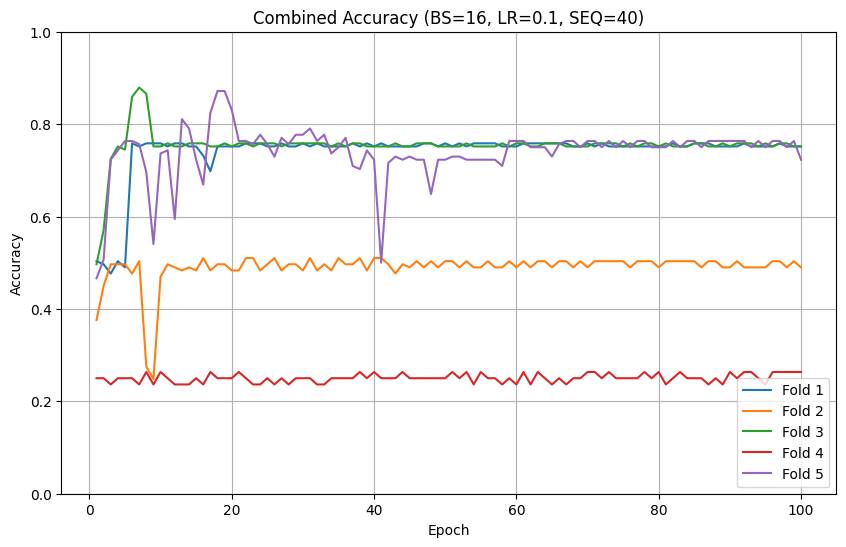 Combined Accuracy (BS=16, LR=0.1, SEQ=40)
1.0
0.8
0.6
0.4
0.2
0.0
Accuracy
0 20 40 60 80 100
Epoch
Fold 1
Fold 2
Fold 3
Fold 4
Fold 5